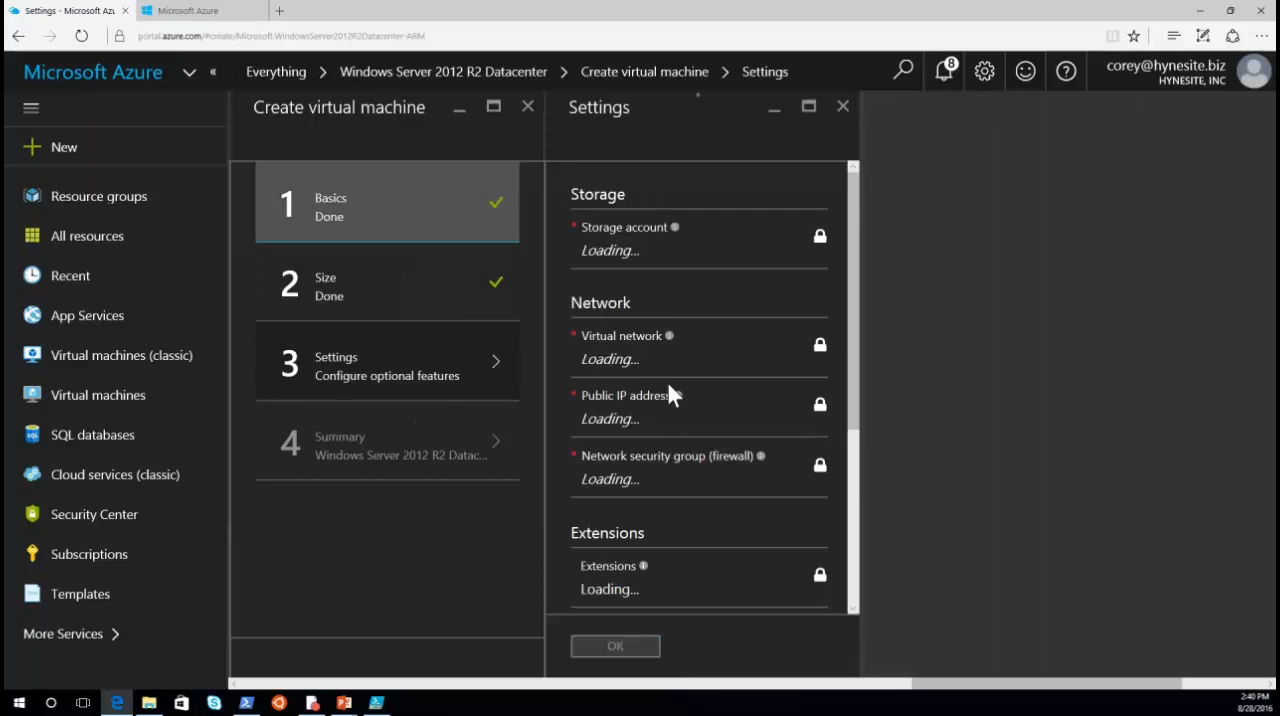 Settings - Microsoft Az
Microsoft Azure
portal.azure.com/#create/Microsoft.WindowsServer2012R2Datacenter-ARM
Microsoft Azure
«
Everything > Windows Server 2012 R2 Datacenter > Create virtual machine > Settings
8
?
corey@hynesite.biz
HYNESITE, INC
New
Resource groups
All resources
Recent
App Services
Virtual machines (classic)
Virtual machines
SQL databases
Cloud services (classic)
Security Center
Subscriptions
Templates
More Services >
Create virtual machine
1
Basics
Done
2
Size
Done
3
Settings
Configure optional features
4
Summary
Windows Server 2012 R2 Datac...
Settings
Storage
* Storage account
Loading...
Network
* Virtual network
Loading...
* Public IP address
Loading...
* Network security group (firewall)
Loading...
Extensions
Extensions
Loading...
OK
2:40 PM
8/28/2016